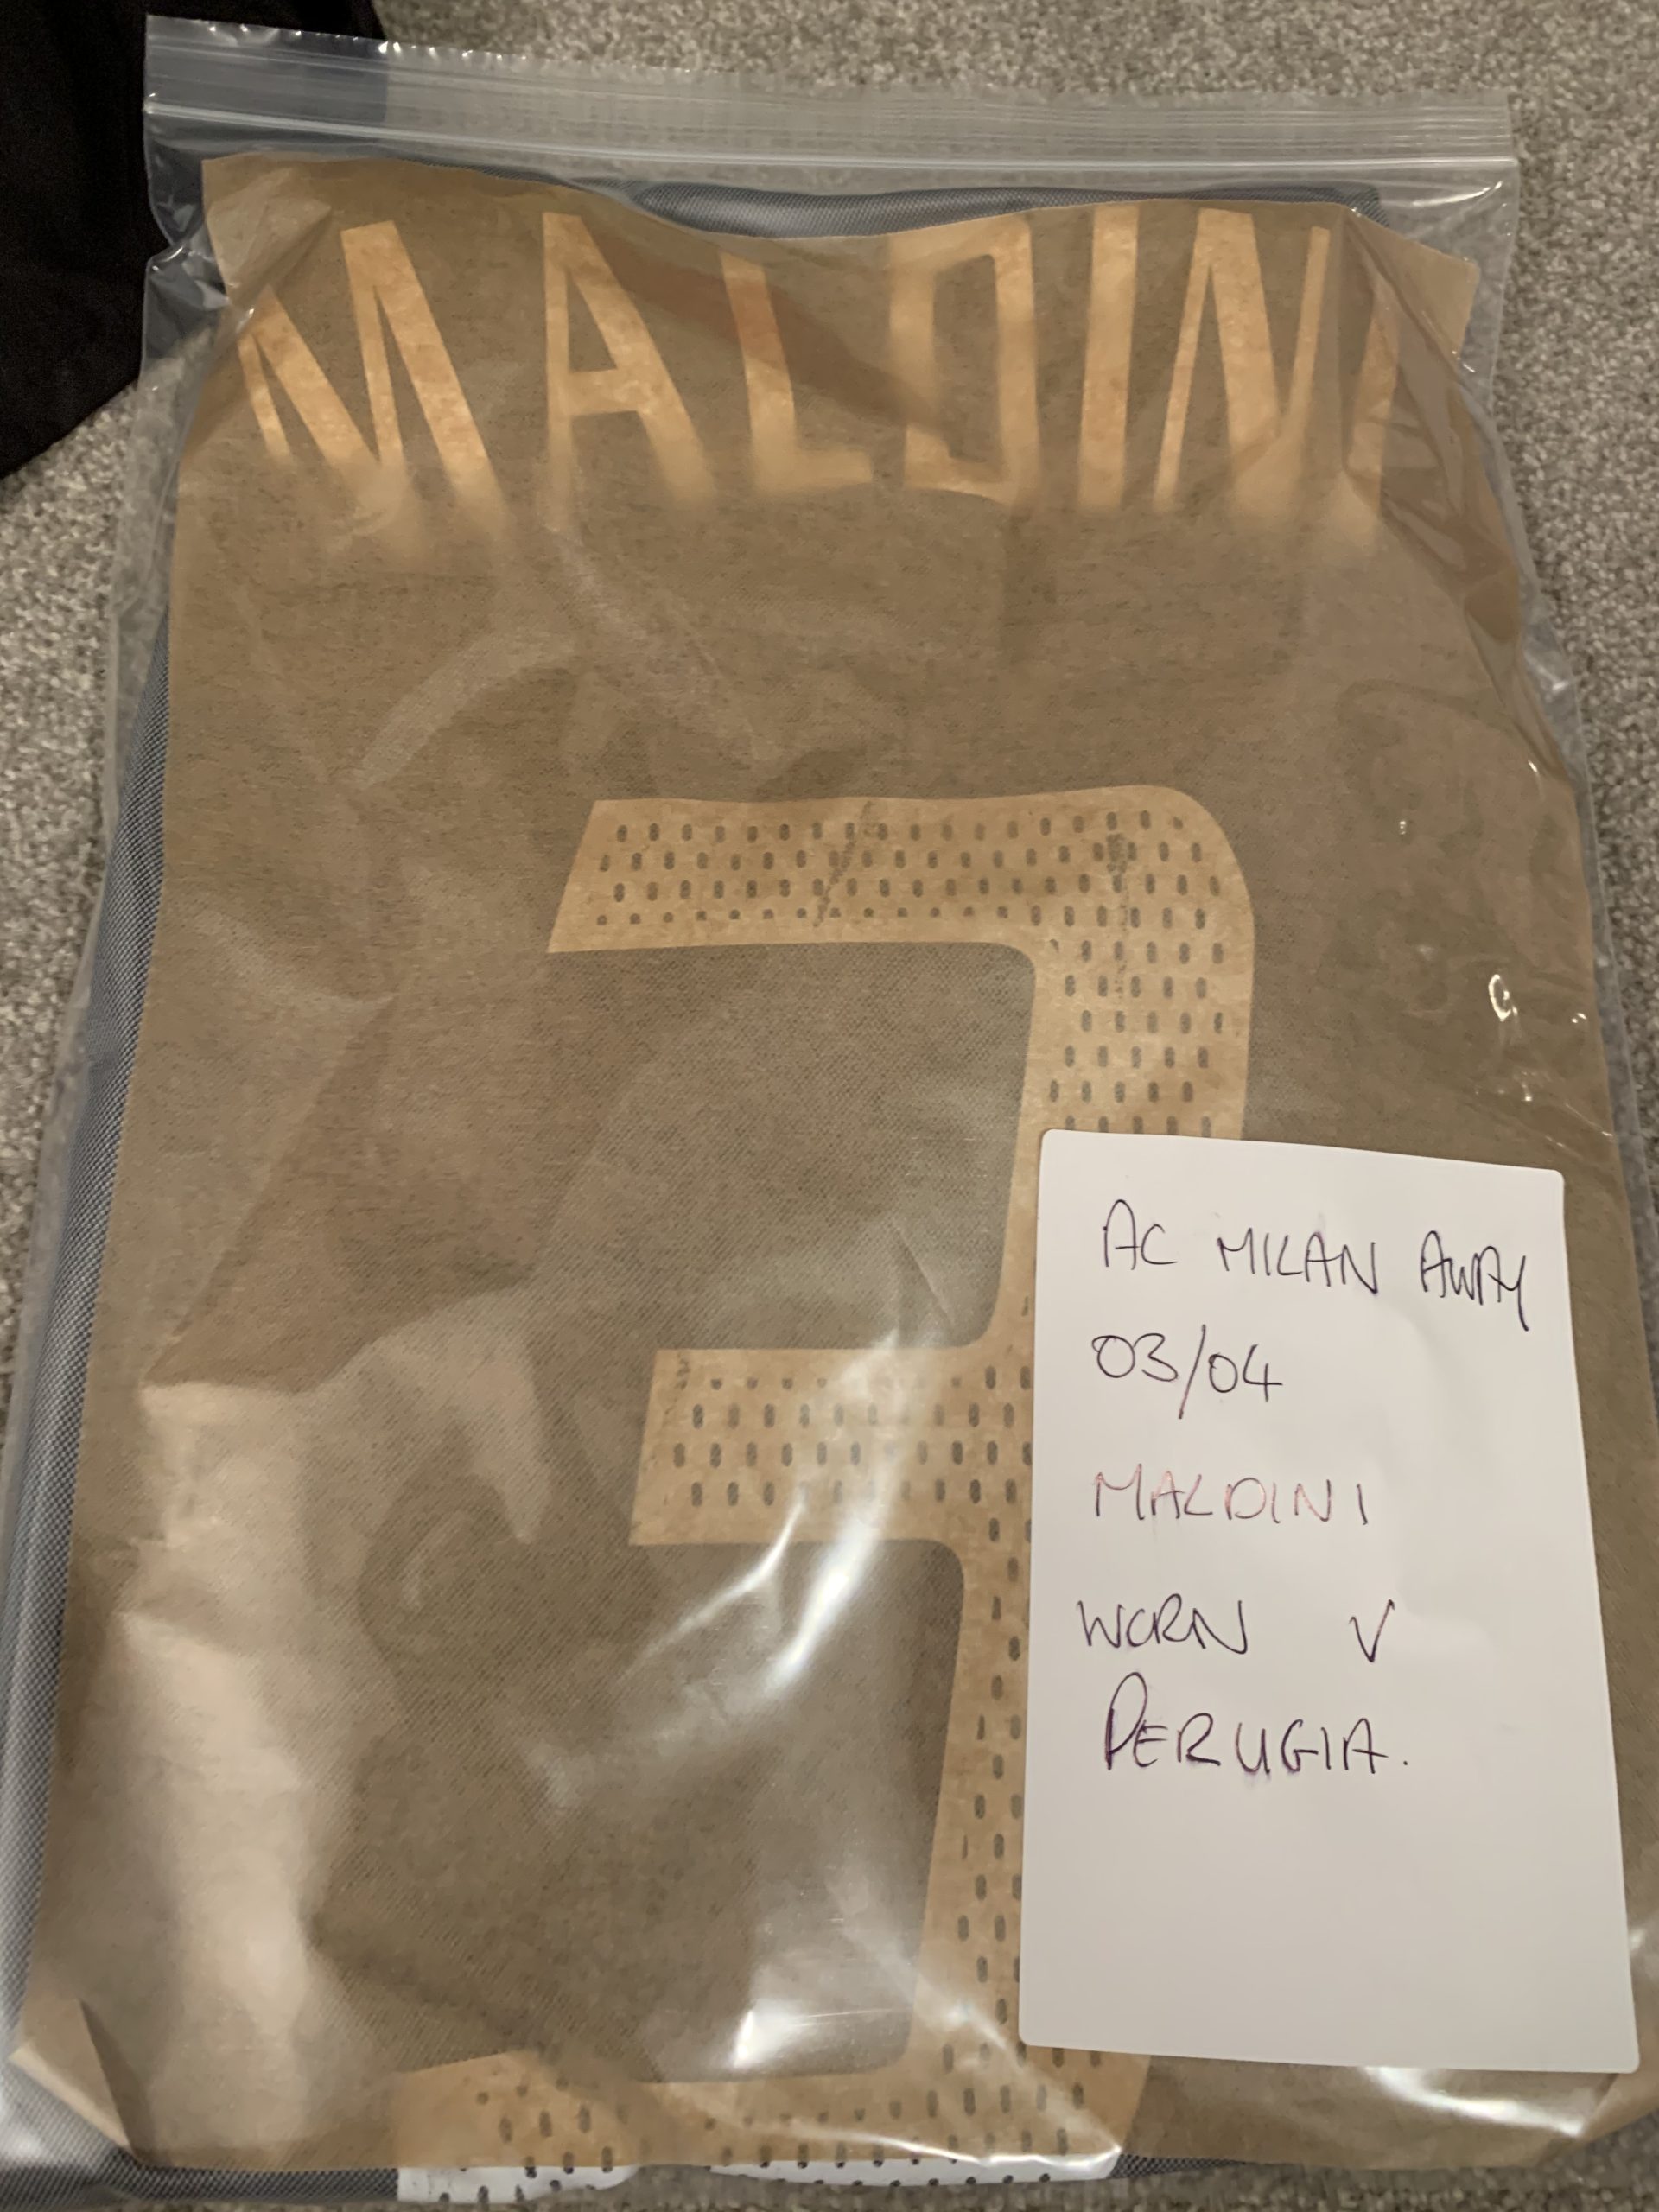 MALDINI
3
AC MILAN AWAY
03/04
MALDINI
WORN V
PERUGIA.